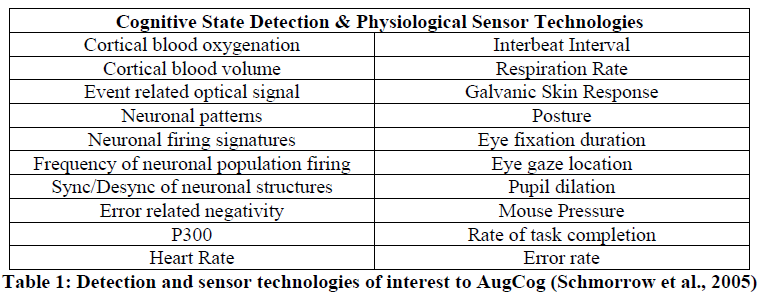 Cognitive State Detection & Physiological Sensor Technologies
Cortical blood oxygenation Interbeat Interval
Cortical blood volume Respiration Rate
Event related optical signal Galvanic Skin Response
Neuronal patterns Posture
Neuronal firing signatures Eye fixation duration
Frequency of neuronal population firing Eye gaze location
Sync/Desync of neuronal structures Pupil dilation
Error related negativity Mouse Pressure
P300 Rate of task completion
Heart Rate Error rate
Table 1: Detection and sensor technologies of interest to AugCog (Schmorrow et al., 2005)